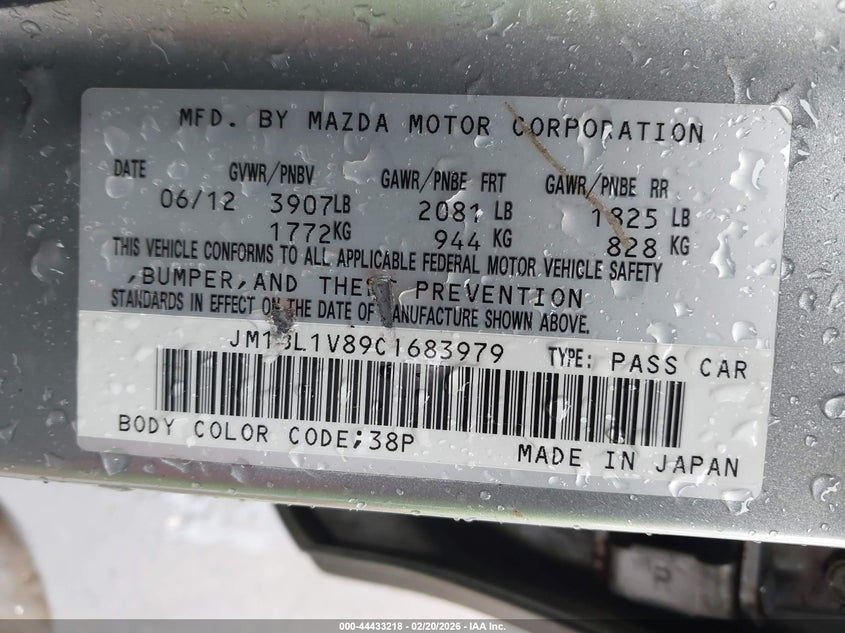 MFD. BY MAZDA MOTOR CORPORATION
DATE GVWR/PNBV GAWR/PNBE FRT GAWR/PNBE RR
06/12 3907LB 2081 LB 1825 LB
1772KG 944 KG 828 KG
THIS VEHICLE CONFORMS TO ALL APPLICABLE FEDERAL MOTOR VEHICLE SAFETY
,BUMPER,AND THEFT PREVENTION
STANDARDS IN EFFECT ON THE DATE OF MANUFACTURE SHOWN ABOVE.
JM1BL1V89C1683979 TYPE: PASS CAR
BODY COLOR CODE;38P
MADE IN JAPAN
P
000-44433218 - 02/20/2026 - IAA Inc.